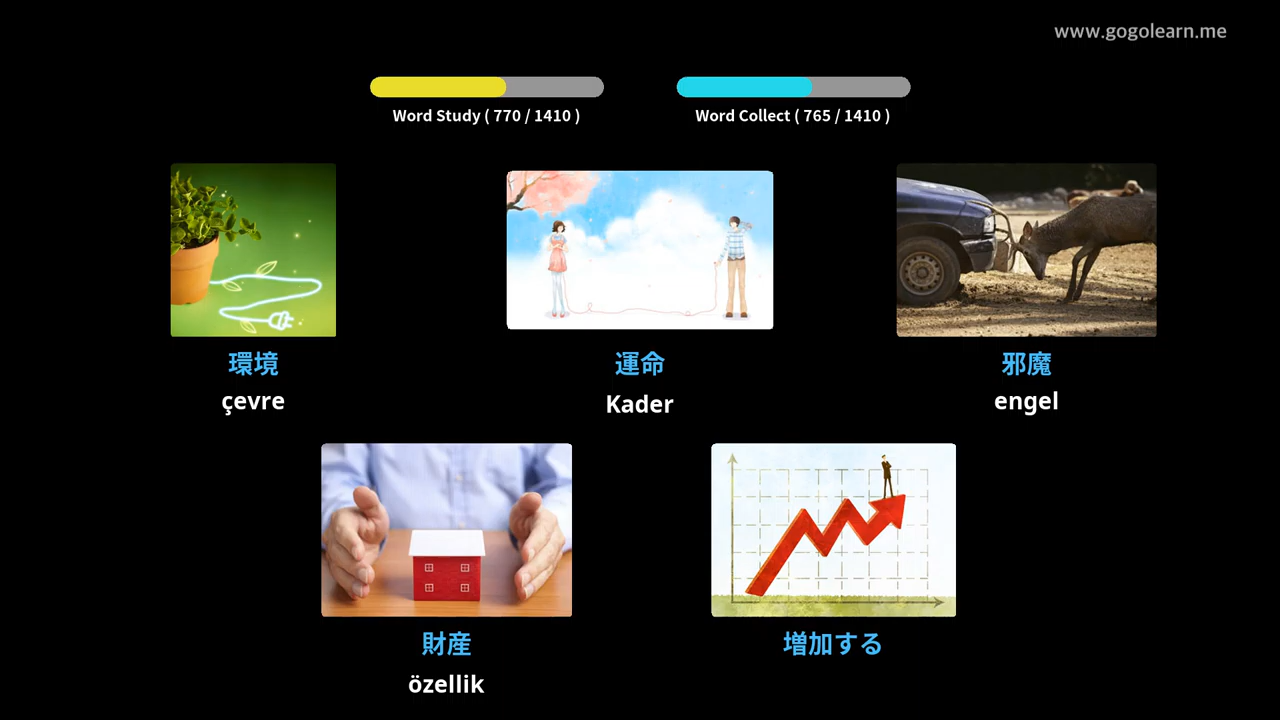 www.gogolearn.me
Word Study ( 770 / 1410 )
Word Collect ( 765 / 1410 )
環境
運命
邪魔
çevre
Kader
engel
財産
増加する
özellik